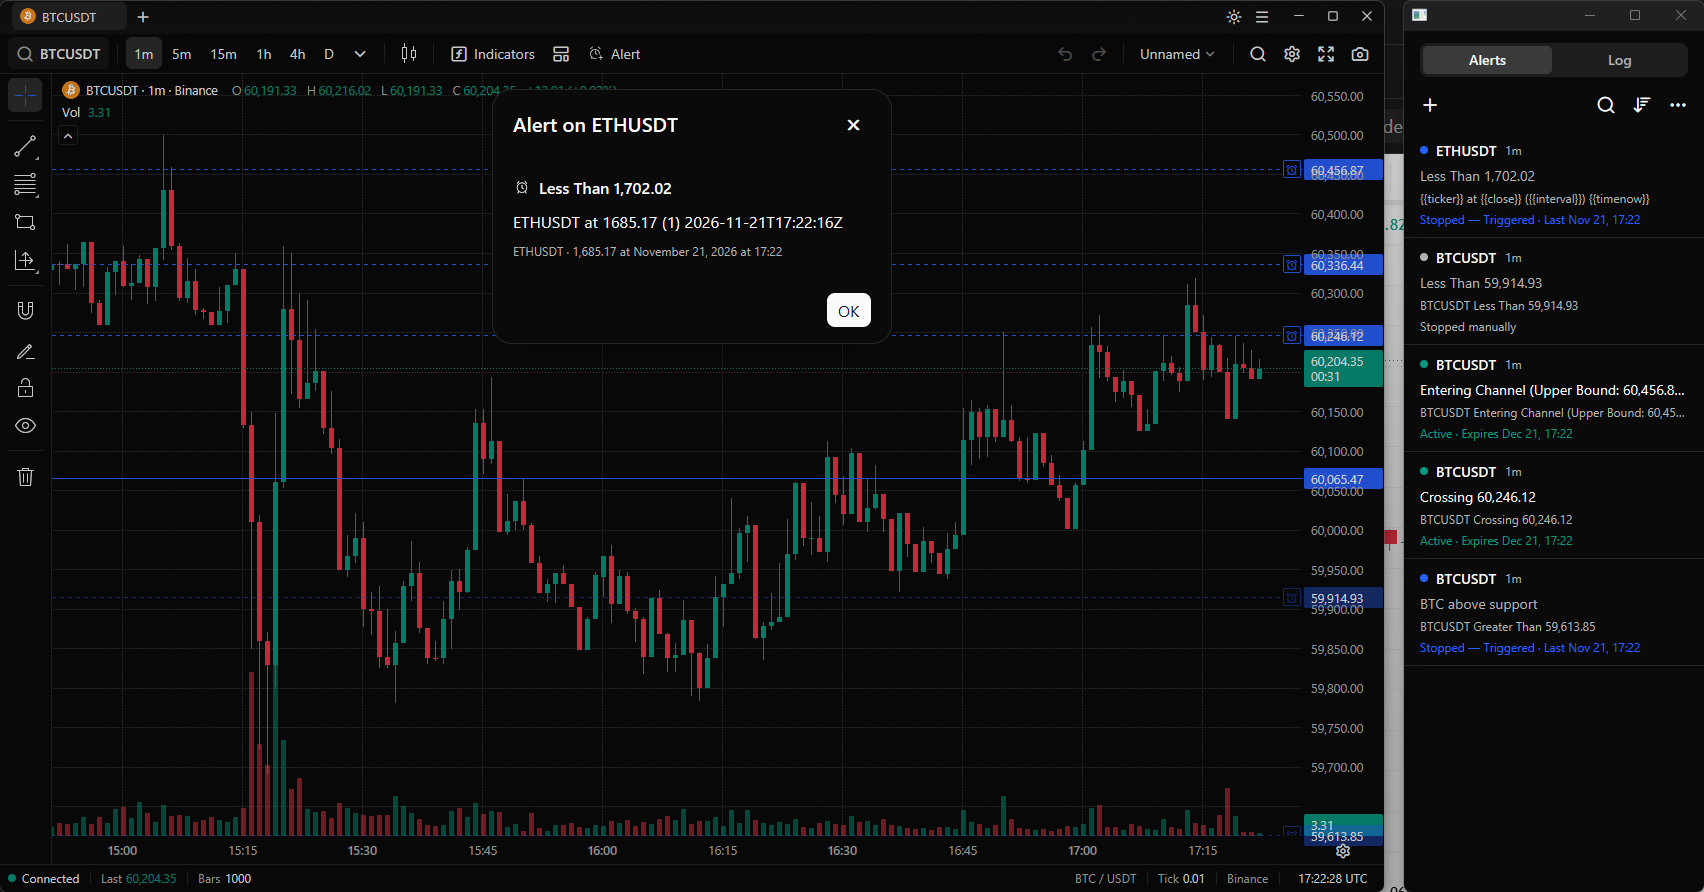 BTCUSDT
BTCUSDT 1m 5m 15m 1h 4h D Indicators Alert Unnamed
BTCUSDT · 1m · Binance O 60,191.33 H 60,216.02 L 60,191.33 C 60,204.35
Vol 3.31
Alert on ETHUSDT
Less Than 1,702.02
ETHUSDT at 1685.17 (1) 2026-11-21T17:22:16Z
ETHUSDT · 1,685.17 at November 21, 2026 at 17:22
OK
60,550.00
60,500.00
60,456.87
60,400.00
60,350.00
60,336.44
60,300.00
60,246.12
60,204.35
00:31
60,150.00
60,100.00
60,065.47
60,050.00
60,000.00
59,950.00
59,914.93
59,900.00
59,850.00
59,800.00
59,750.00
59,700.00
3.31
59,613.85
15:00 15:15 15:30 15:45 16:00 16:15 16:30 16:45 17:00 17:15
Connected Last 60,204.35 Bars 1000 BTC / USDT Tick 0.01 Binance 17:22:28 UTC
Alerts Log
ETHUSDT 1m
Less Than 1,702.02
{{ticker}} at {{close}} ({{interval}}) {{timenow}}
Stopped — Triggered · Last Nov 21, 17:22
BTCUSDT 1m
Less Than 59,914.93
BTCUSDT Less Than 59,914.93
Stopped manually
BTCUSDT 1m
Entering Channel (Upper Bound: 60,456.8...
BTCUSDT Entering Channel (Upper Bound: 60,45...
Active · Expires Dec 21, 17:22
BTCUSDT 1m
Crossing 60,246.12
BTCUSDT Crossing 60,246.12
Active · Expires Dec 21, 17:22
BTCUSDT 1m
BTC above support
BTCUSDT Greater Than 59,613.85
Stopped — Triggered · Last Nov 21, 17:22